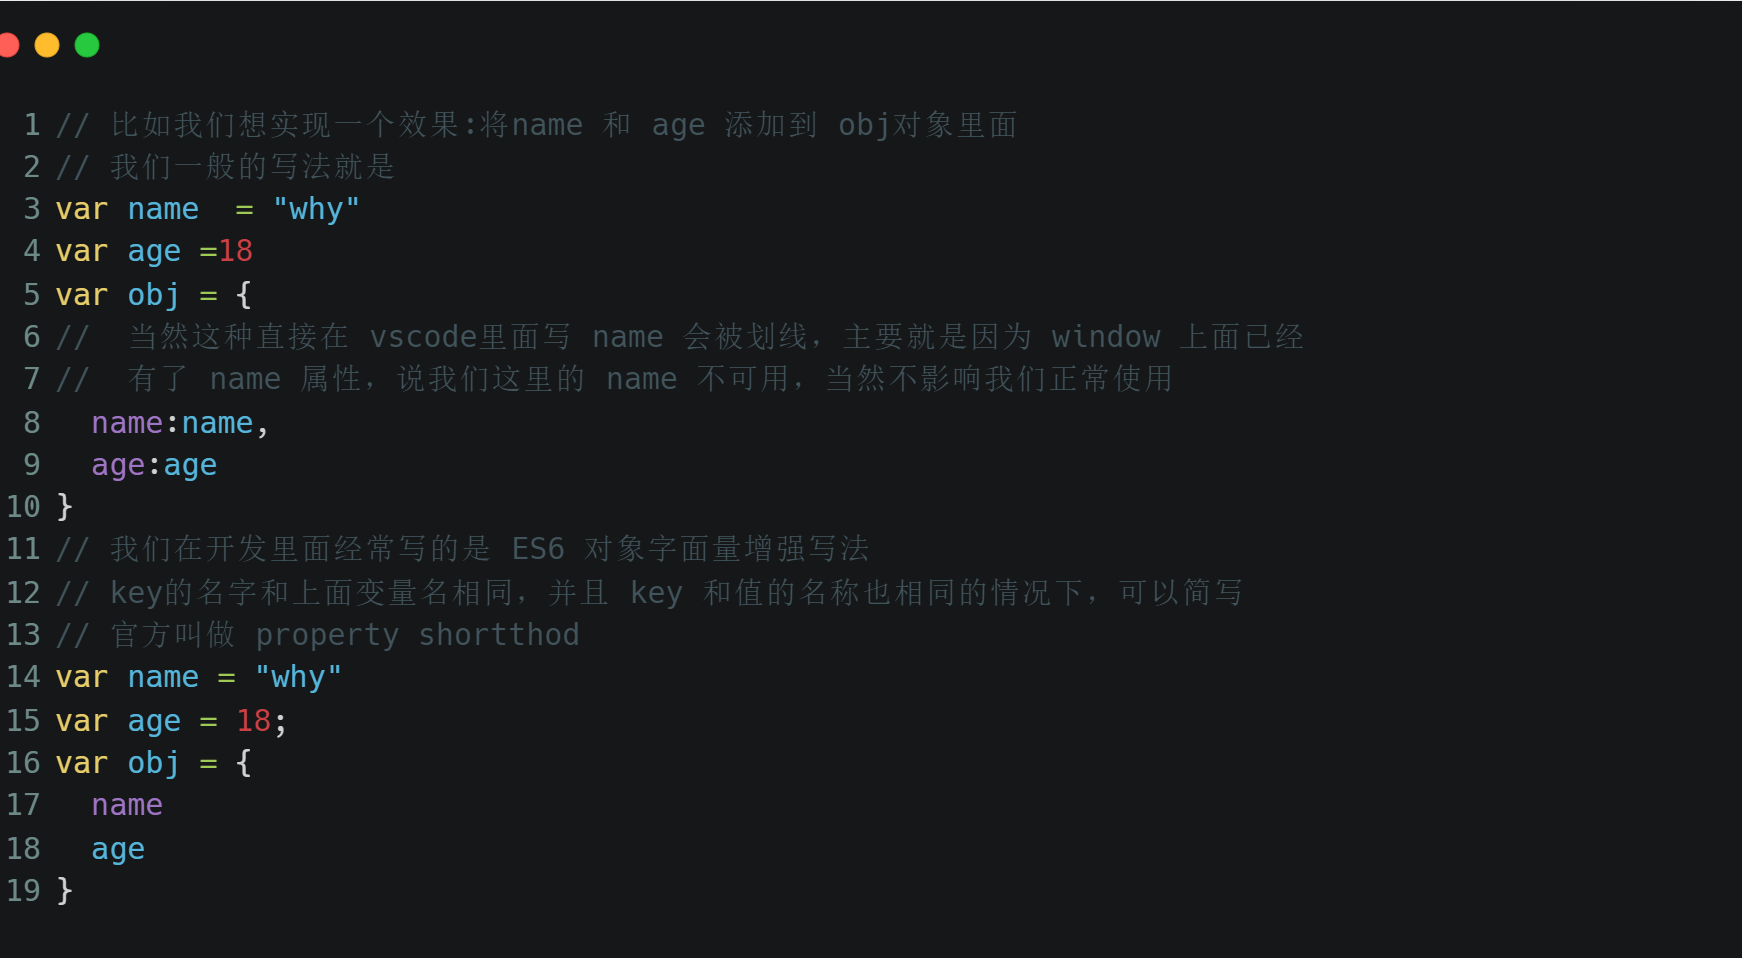 1 // 比如我们想实现一个效果:将name 和 age 添加到 obj对象里面
2 // 我们一般的写法就是
3 var name  = "why"
4 var age =18
5 var obj = {
6 //  当然这种直接在 vscode里面写 name 会被划线，主要就是因为 window 上面已经
7 //  有了 name 属性，说我们这里的 name 不可用，当然不影响我们正常使用
8   name:name,
9   age:age
10 }
11 // 我们在开发里面经常写的是 ES6 对象字面量增强写法
12 // key的名字和上面变量名相同，并且 key 和值的名称也相同的情况下，可以简写
13 // 官方叫做 property shortthod
14 var name = "why"
15 var age = 18;
16 var obj = {
17   name
18   age
19 }